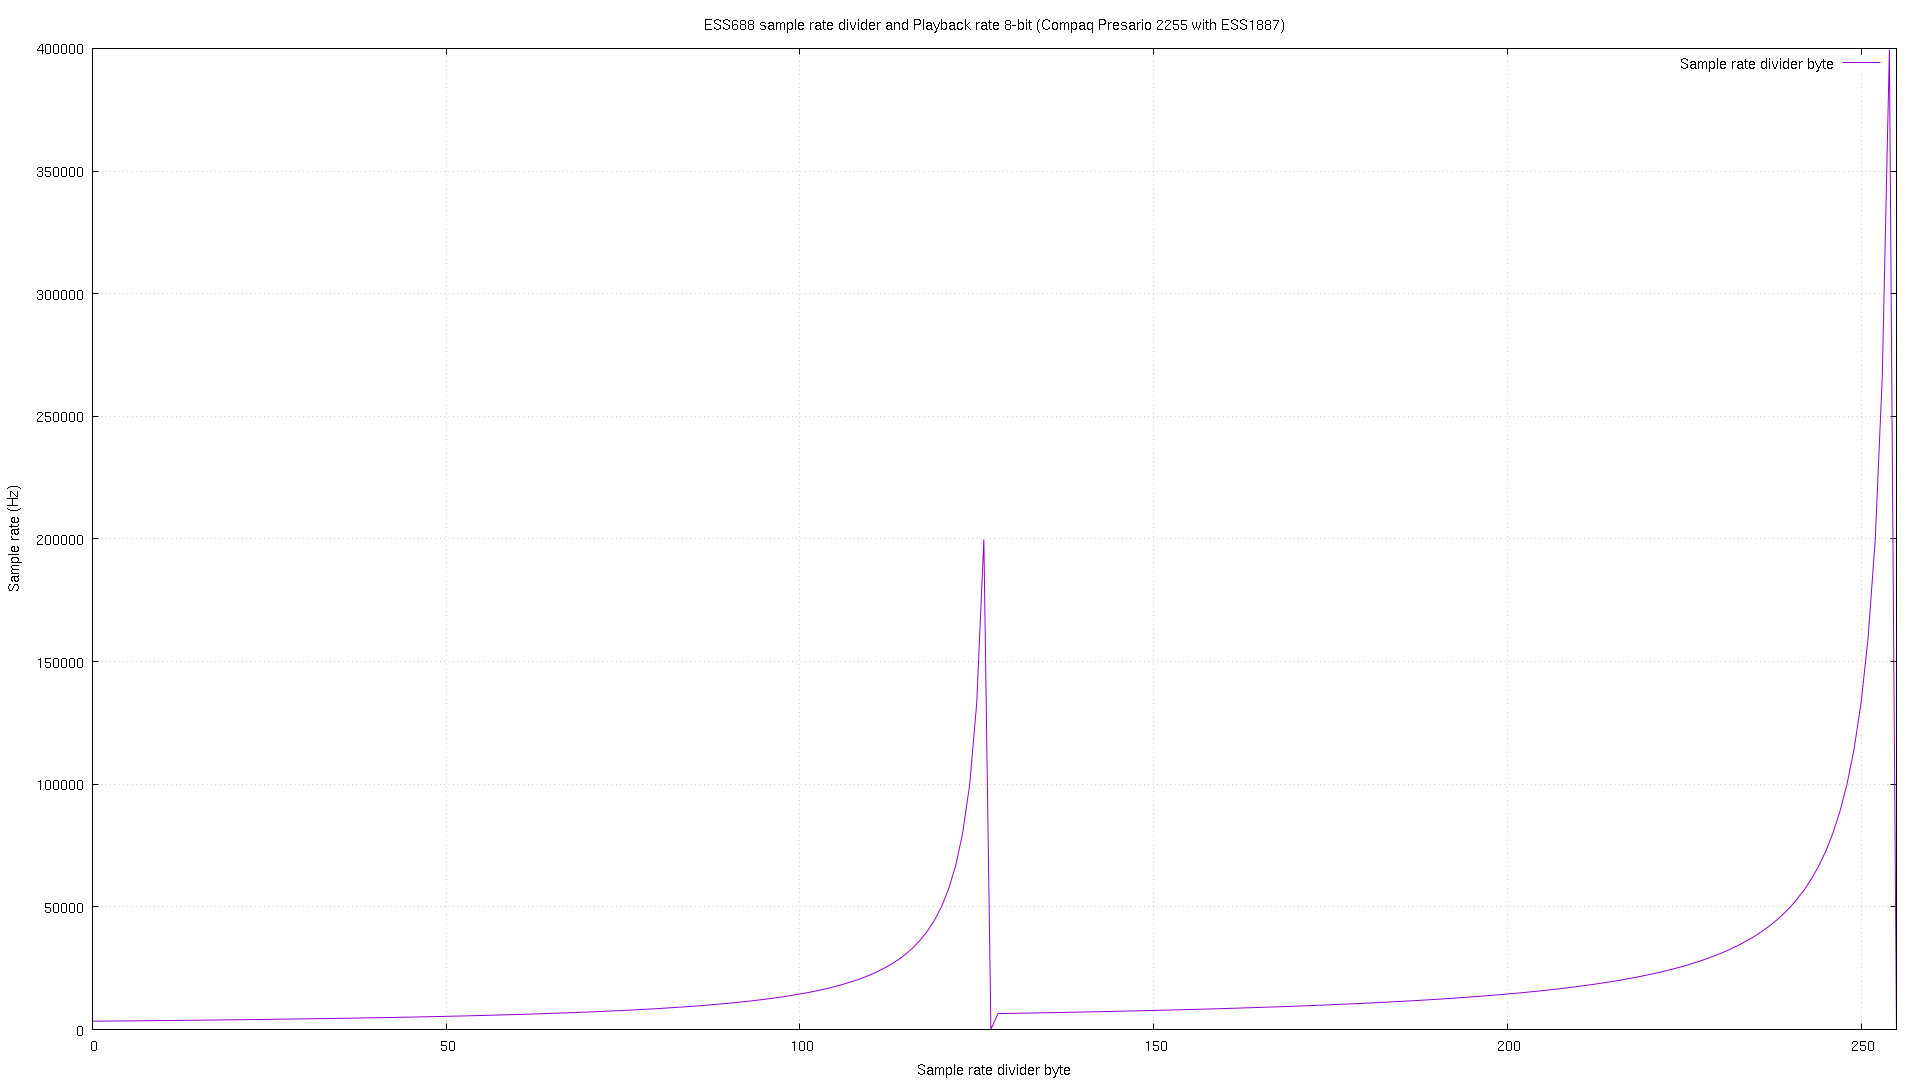 ESS688 sample rate divider and Playback rate 8-bit (Compaq Presario 2255 with ESS1887)
Sample rate divider byte
400000
350000
300000
250000
200000
150000
100000
50000
0
Sample rate (Hz)
0 50 100 150 200 250
Sample rate divider byte